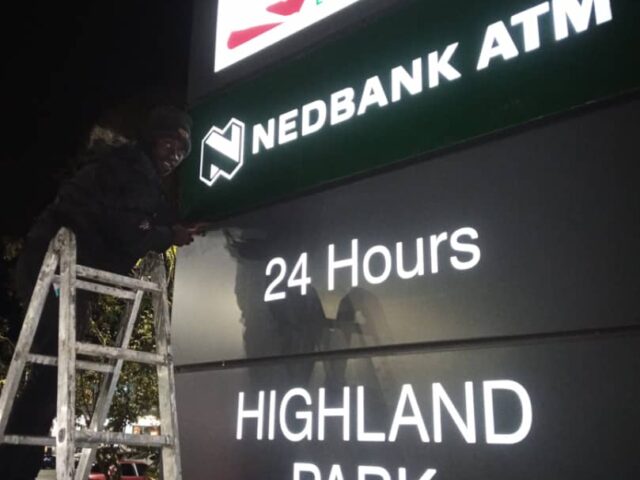 NEDBANK ATM
24 Hours
HIGHLAND
PARK